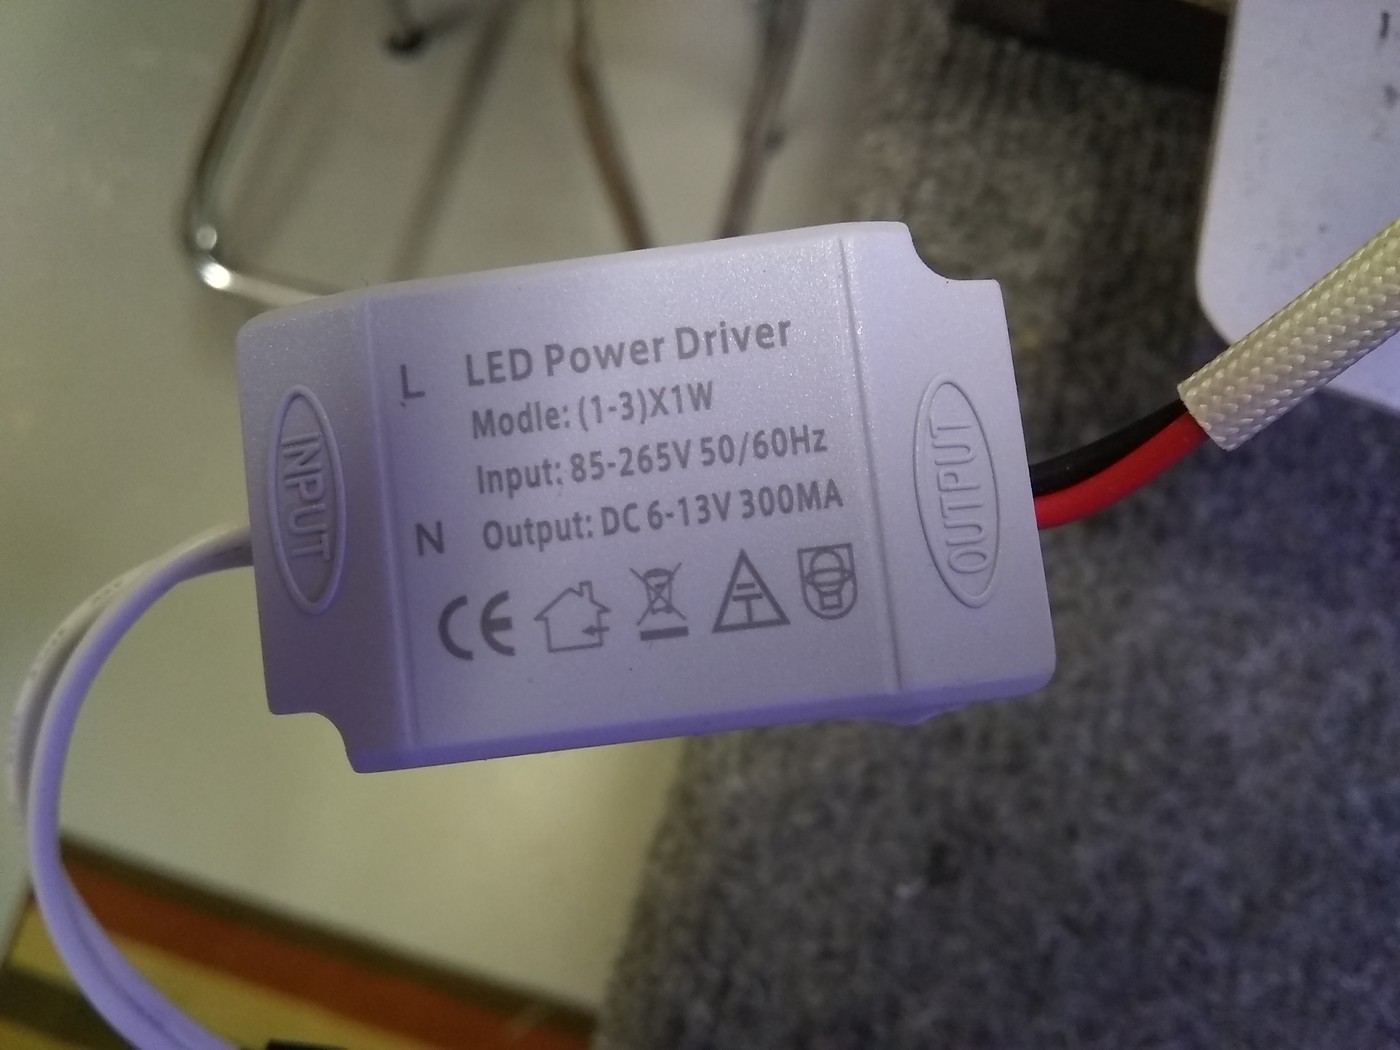 L
LED Power Driver
Modle: (1-3)X1W
Input: 85-265V 50/60Hz
N
Output: DC 6-13V 300MA
CE
INPUT
OUTPUT